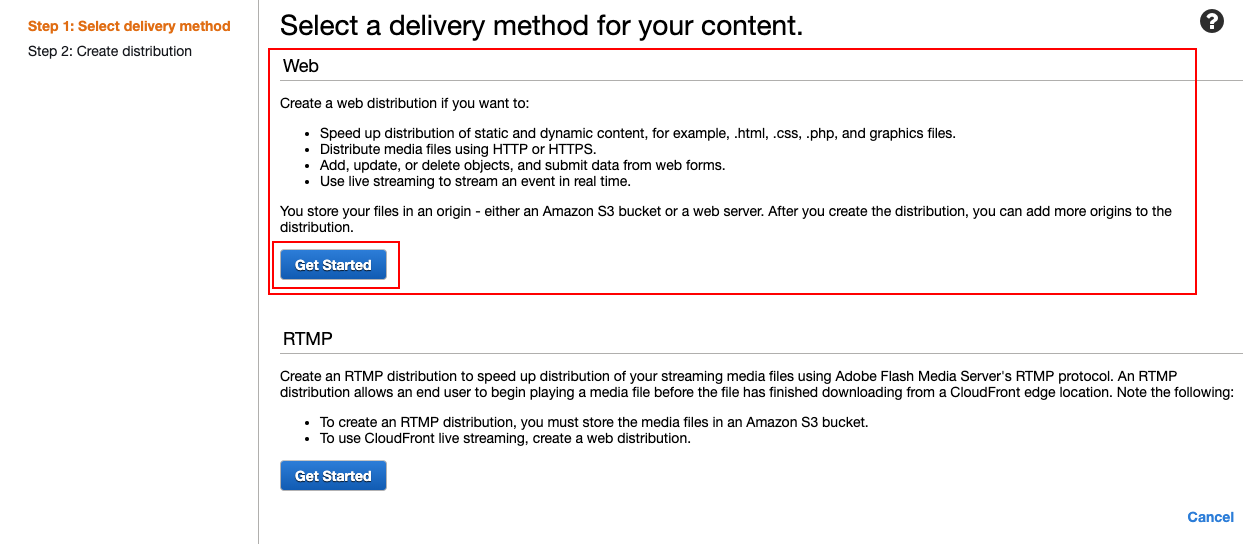 Step 1: Select delivery method
Step 2: Create distribution
Select a delivery method for your content.
?
Web
Create a web distribution if you want to:
• Speed up distribution of static and dynamic content, for example, .html, .css, .php, and graphics files.
• Distribute media files using HTTP or HTTPS.
• Add, update, or delete objects, and submit data from web forms.
• Use live streaming to stream an event in real time.
You store your files in an origin - either an Amazon S3 bucket or a web server. After you create the distribution, you can add more origins to the
distribution.
Get Started
RTMP
Create an RTMP distribution to speed up distribution of your streaming media files using Adobe Flash Media Server's RTMP protocol. An RTMP
distribution allows an end user to begin playing a media file before the file has finished downloading from a CloudFront edge location. Note the following:
• To create an RTMP distribution, you must store the media files in an Amazon S3 bucket.
• To use CloudFront live streaming, create a web distribution.
Get Started
Cancel